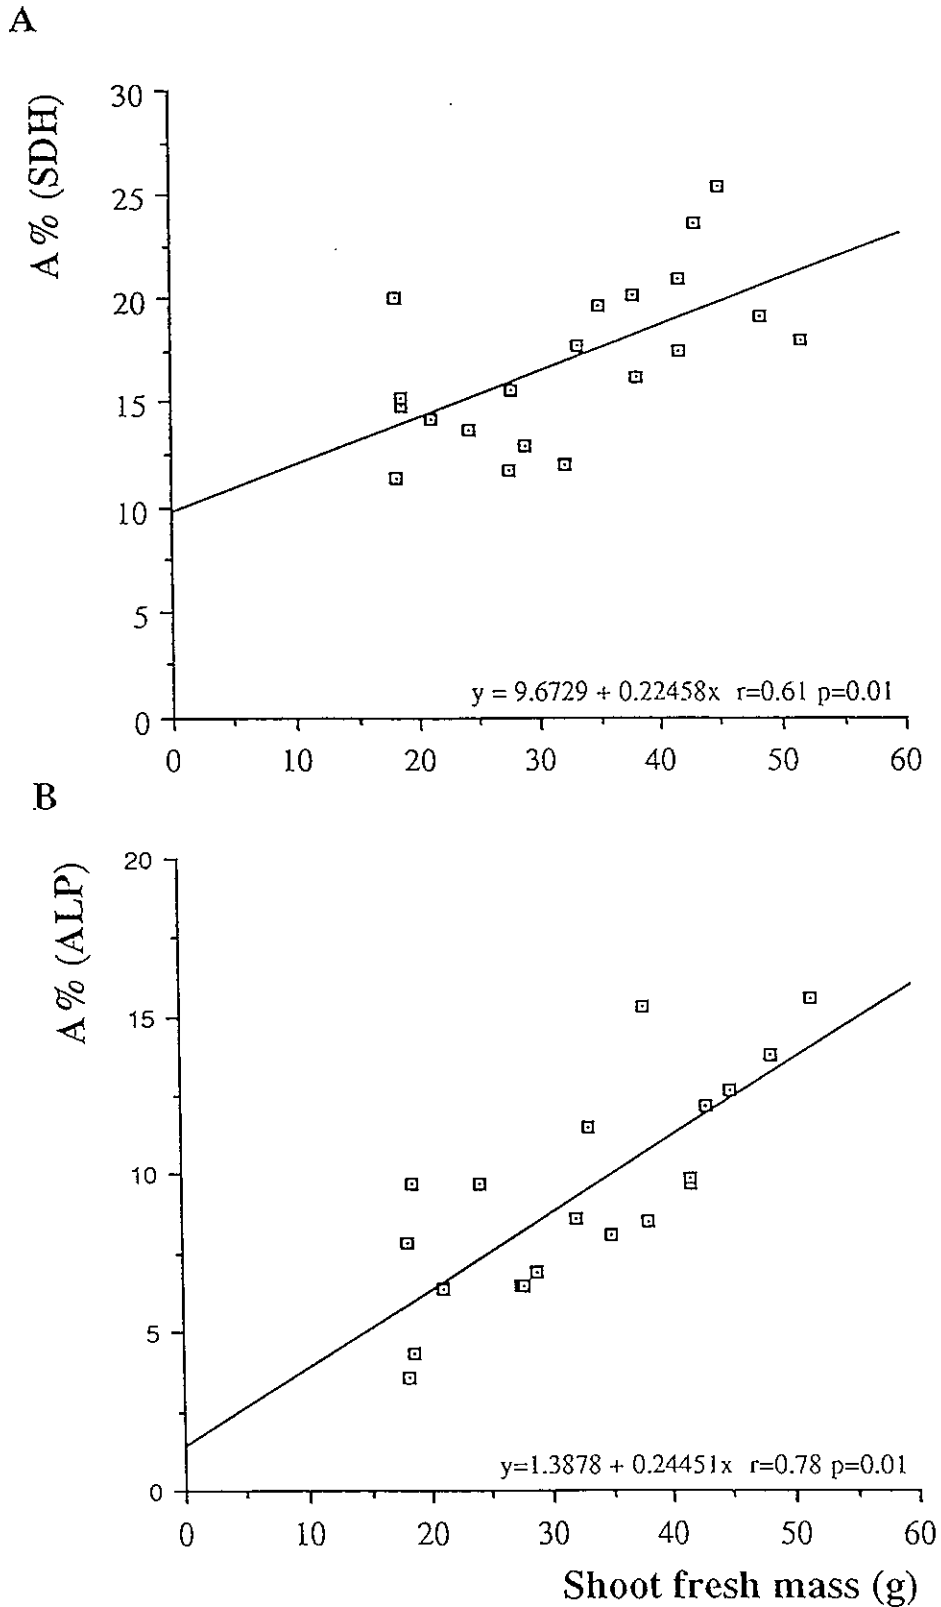 A
A % (SDH)
30
25
20
15
10
5
0
y = 9.6729 + 0.22458x r=0.61 p=0.01
0 10 20 30 40 50 60
B
A % (ALP)
20
15
10
5
0
y=1.3878 + 0.24451x r=0.78 p=0.01
0 10 20 30 40 50 60
Shoot fresh mass (g)